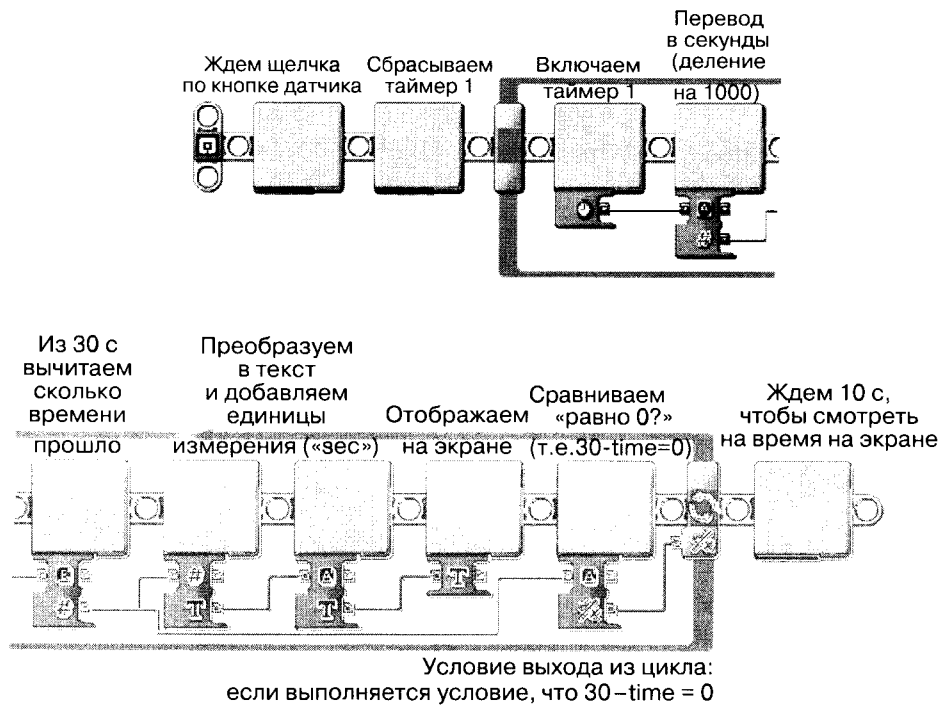 Ждем щелчка
по кнопке датчика
Сбрасываем
таймер 1
Включаем
таймер 1
Перевод
в секунды
(деление
на 1000)
A
#
Из 30 с
вычитаем
сколько
времени
прошло
Преобразуем
в текст
и добавляем
единицы
измерения («sec»)
Отображаем
на экране
Сравниваем
«равно 0?»
(т.е.30-time=0)
Ждем 10 с,
чтобы смотреть
на время на экране
B
#
#
T
A
T
T
A
Условие выхода из цикла:
если выполняется условие, что 30–time = 0